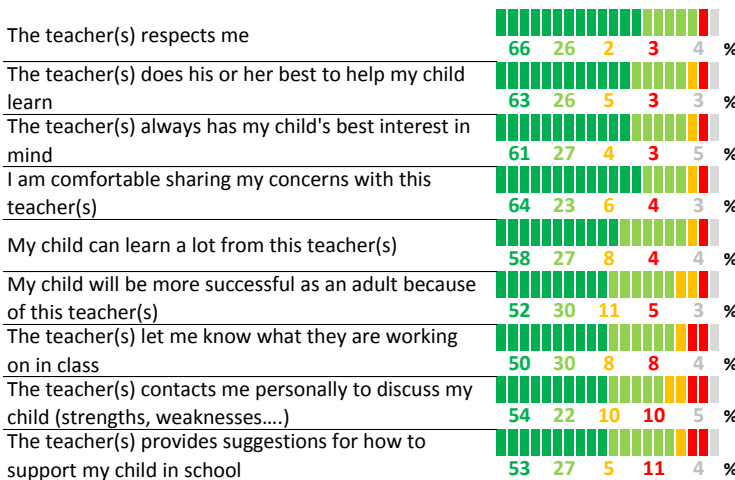 The teacher(s) respects me
66 26 2 3 4 %
The teacher(s) does his or her best to help my child
learn
63 26 5 3 3 %
The teacher(s) always has my child's best interest in
mind
61 27 4 3 5 %
I am comfortable sharing my concerns with this
teacher(s)
64 23 6 4 3 %
My child can learn a lot from this teacher(s)
58 27 8 4 4 %
My child will be more successful as an adult because
of this teacher(s)
52 30 11 5 3 %
The teacher(s) let me know what they are working
on in class
50 30 8 8 4 %
The teacher(s) contacts me personally to discuss my
child (strengths, weaknesses....)
54 22 10 10 5 %
The teacher(s) provides suggestions for how to
support my child in school
53 27 5 11 4 %